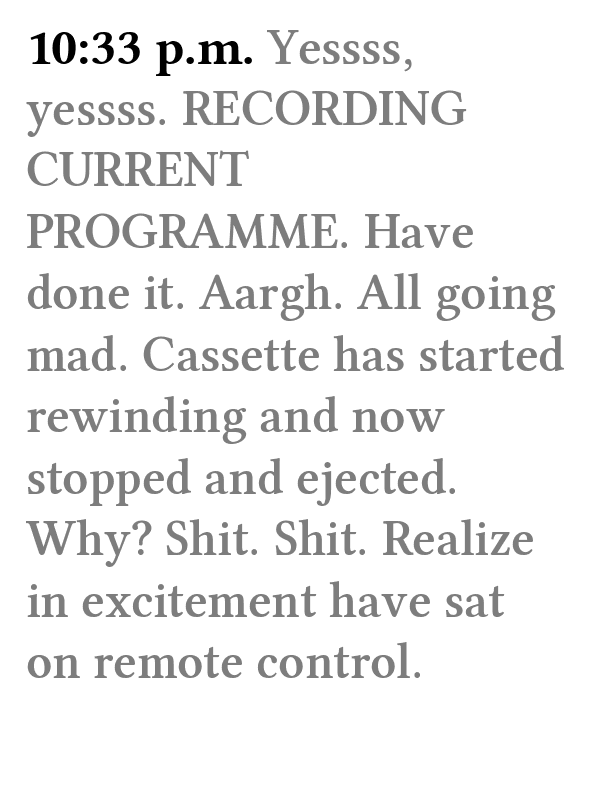 10:33 p.m. Yessss,
yessss. RECORDING
CURRENT
PROGRAMME. Have
done it. Aargh. All going
mad. Cassette has started
rewinding and now
stopped and ejected.
Why? Shit. Shit. Realize
in excitement have sat
on remote control.